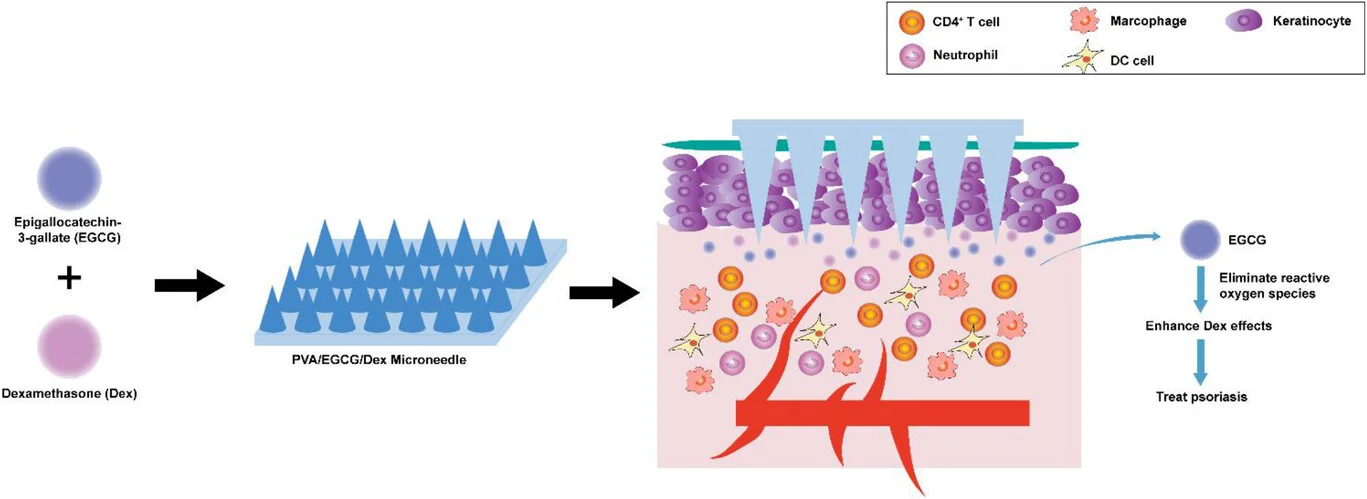 CD4+ T cell
Marcophage
Keratinocyte
Neutrophil
DC cell
Epigallocatechin-
3-gallate (EGCG)
+
Dexamethasone (Dex)
PVA/EGCG/Dex Microneedle
EGCG
Eliminate reactive
oxygen species
Enhance Dex effects
Treat psoriasis